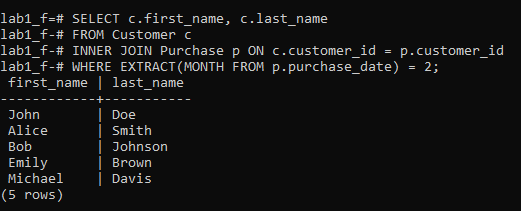 lab1_f=# SELECT c.first_name, c.last_name
lab1_f-# FROM Customer c
lab1_f-# INNER JOIN Purchase p ON c.customer_id = p.customer_id
lab1_f-# WHERE EXTRACT(MONTH FROM p.purchase_date) = 2;
 first_name | last_name
------------+-----------
 John       | Doe
 Alice      | Smith
 Bob        | Johnson
 Emily      | Brown
 Michael    | Davis
(5 rows)